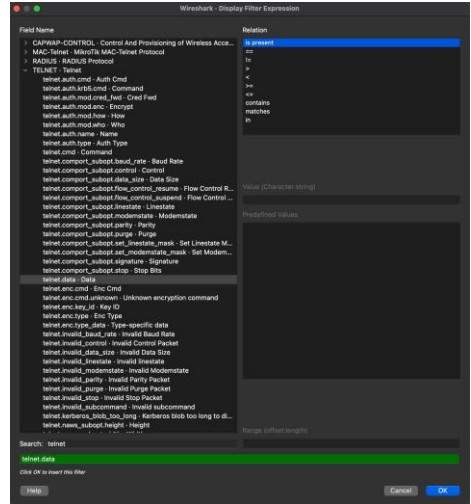 Wireshark · Display Filter Expression
Field Name
Relation
CAPWAP-CONTROL · Control And Provisioning of Wireless Acce...
MAC-Telnet · MikroTik MAC-Telnet Protocol
RADIUS · RADIUS Protocol
TELNET · Telnet
telnet.auth.cmd · Auth Cmd
telnet.auth.krb5.cmd · Command
telnet.auth.mod.cred_fwd · Cred Fwd
telnet.auth.mod.enc · Encrypt
telnet.auth.mod.how · How
telnet.auth.mod.who · Who
telnet.auth.name · Name
telnet.auth.type · Auth Type
telnet.cmd · Command
telnet.comport_subopt.baud_rate · Baud Rate
telnet.comport_subopt.control · Control
telnet.comport_subopt.data_size · Data Size
telnet.comport_subopt.flow_control_resume · Flow Control R...
telnet.comport_subopt.flow_control_suspend · Flow Control ...
telnet.comport_subopt.linestate · Linestate
telnet.comport_subopt.modemstate · Modemstate
telnet.comport_subopt.parity · Parity
telnet.comport_subopt.purge · Purge
telnet.comport_subopt.set_linestate_mask · Set Linestate M...
telnet.comport_subopt.set_modemstate_mask · Set Modem...
telnet.comport_subopt.signature · Signature
telnet.comport_subopt.stop · Stop Bits
telnet.data · Data
telnet.enc.cmd · Enc Cmd
telnet.enc.cmd.unknown · Unknown encryption command
telnet.enc.key_id · Key ID
telnet.enc.type · Enc Type
telnet.enc.type_data · Type-specific data
telnet.invalid_baud_rate · Invalid Baud Rate
telnet.invalid_control · Invalid Control Packet
telnet.invalid_data_size · Invalid Data Size
telnet.invalid_linestate · Invalid linestate
telnet.invalid_modemstate · Invalid Modemstate
telnet.invalid_parity · Invalid Parity Packet
telnet.invalid_purge · Invalid Purge Packet
telnet.invalid_stop · Invalid Stop Packet
telnet.invalid_subcommand · Invalid subcommand
telnet.kerberos_blob_too_long · Kerberos blob too long to di...
telnet.naws_subopt.height · Height
is present
==
!=
>
<
>=
<=
contains
matches
in
Value (Character string)
Predefined Values
Range (offset:length)
Search: telnet
telnet.data
Click OK to insert this filter
Help
Cancel
OK